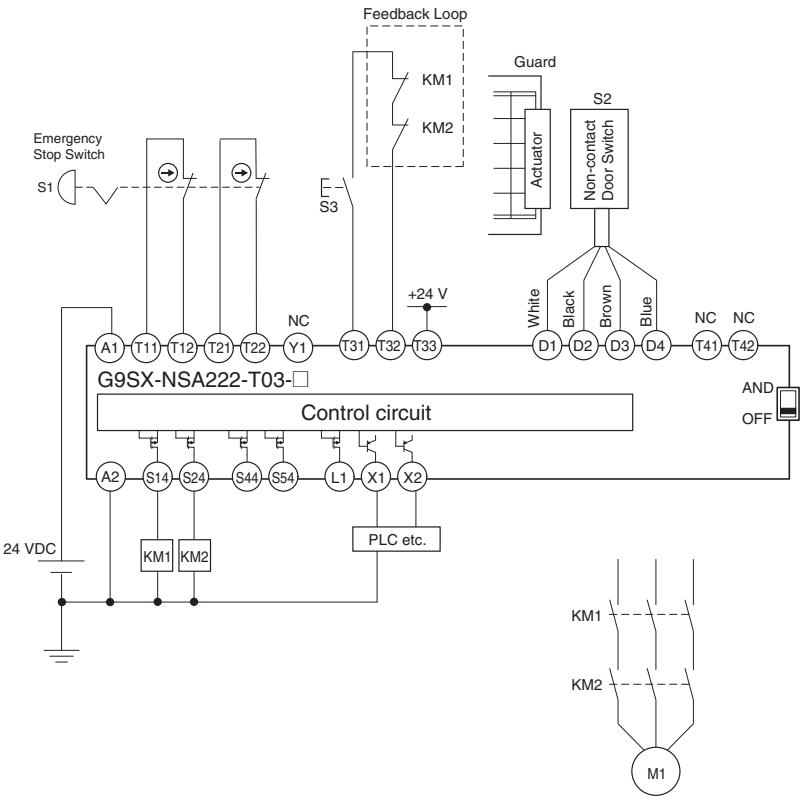 Feedback Loop
KM1
KM2
Guard
Actuator
S2
Non-contact
Door Switch
Emergency
Stop Switch
S1
S3
+24 V
White
Black
Brown
Blue
NC
NC
NC
A1
T11
T12
T21
T22
Y1
T31
T32
T33
D1
D2
D3
D4
T41
T42
G9SX-NSA222-T03-□
Control circuit
AND
OFF
A2
S14
S24
S44
S54
L1
X1
X2
24 VDC
KM1
KM2
PLC etc.
KM1
KM2
M1